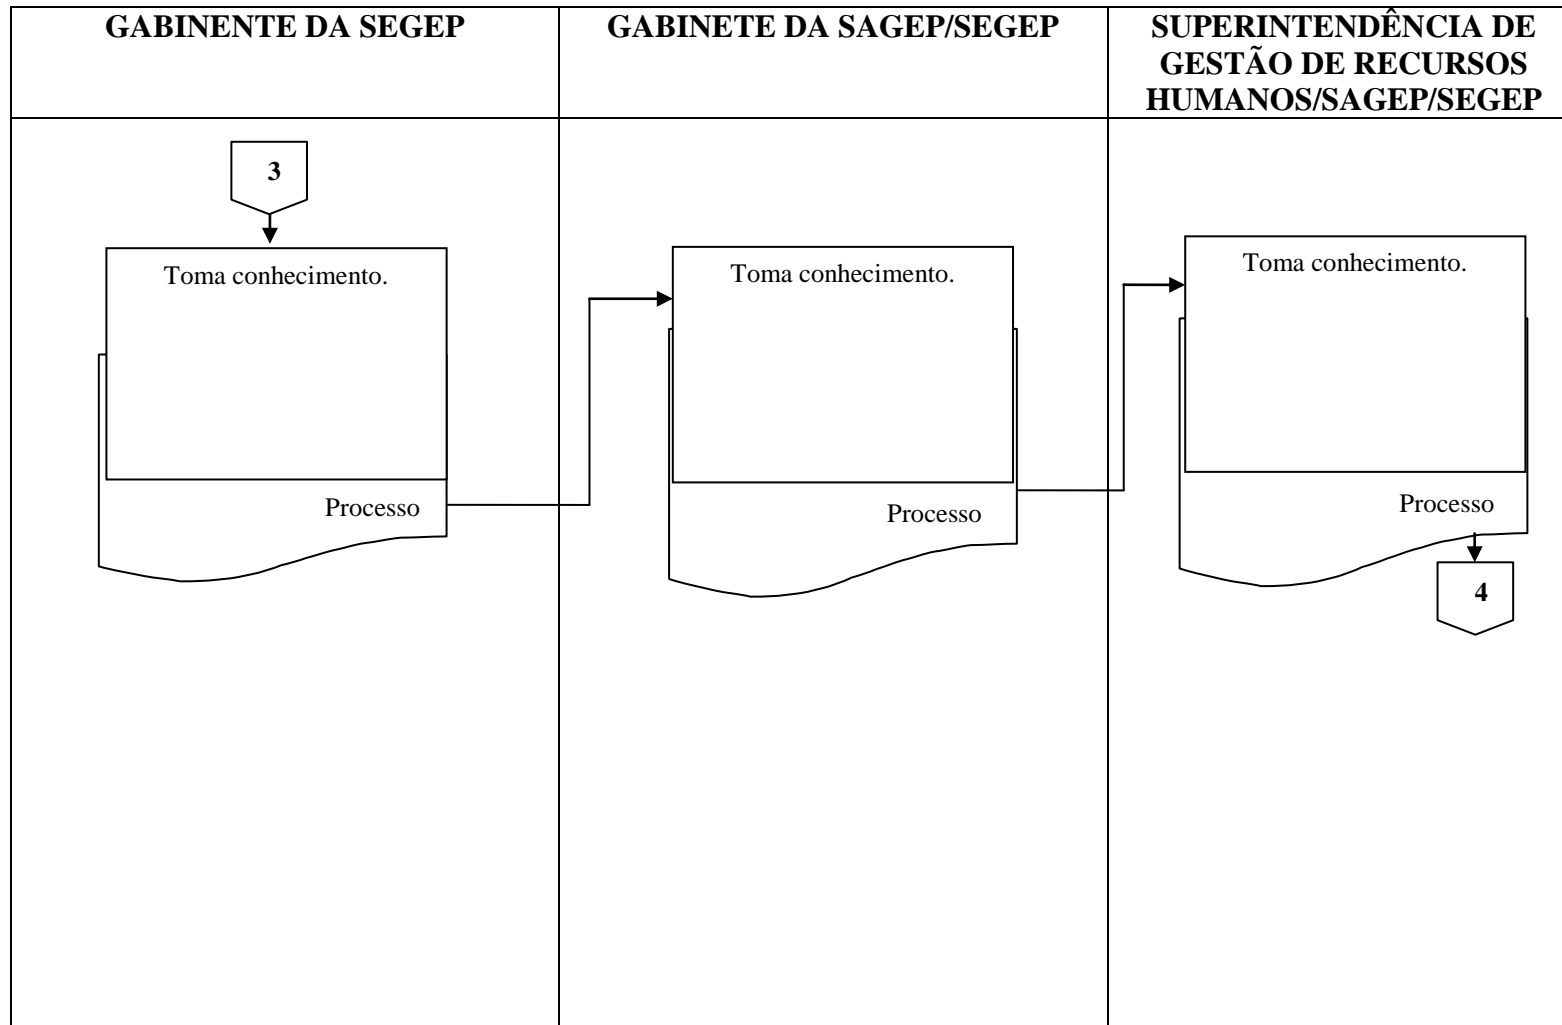 GABINENTE DA SEGEP
GABINETE DA SAGEP/SEGEP
SUPERINTENDÊNCIA DE
GESTÃO DE RECURSOS
HUMANOS/SAGEP/SEGEP
3
Toma conhecimento.
Processo
Toma conhecimento.
Processo
Toma conhecimento.
Processo
4